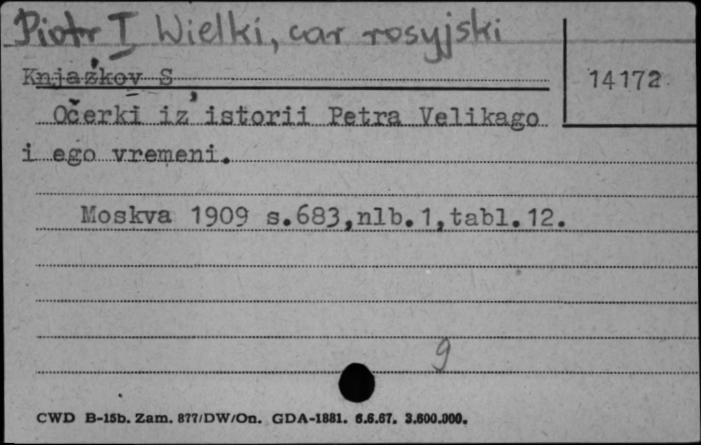 Piotr I Wielki, car rosyjski
Knjaźkov S
14172
Očerki iz istorii Petra Velikago
i ego vremeni.
Moskva 1909 s.683,nlb.1,tabl.12.
9
CWD B-15b. Zam. 877/DW/On. GDA-1881. 6.6.67. 3.600.000.